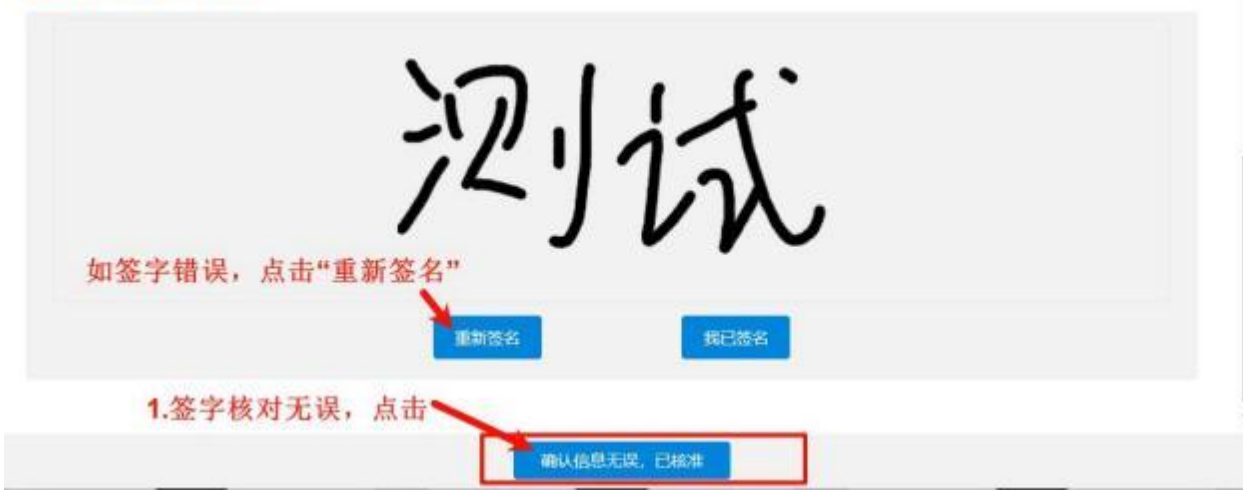 测试
如签字错误，点击“重新签名”
重新签名
我已签名
1.签字核对无误，点击
确认信息无误，已核准